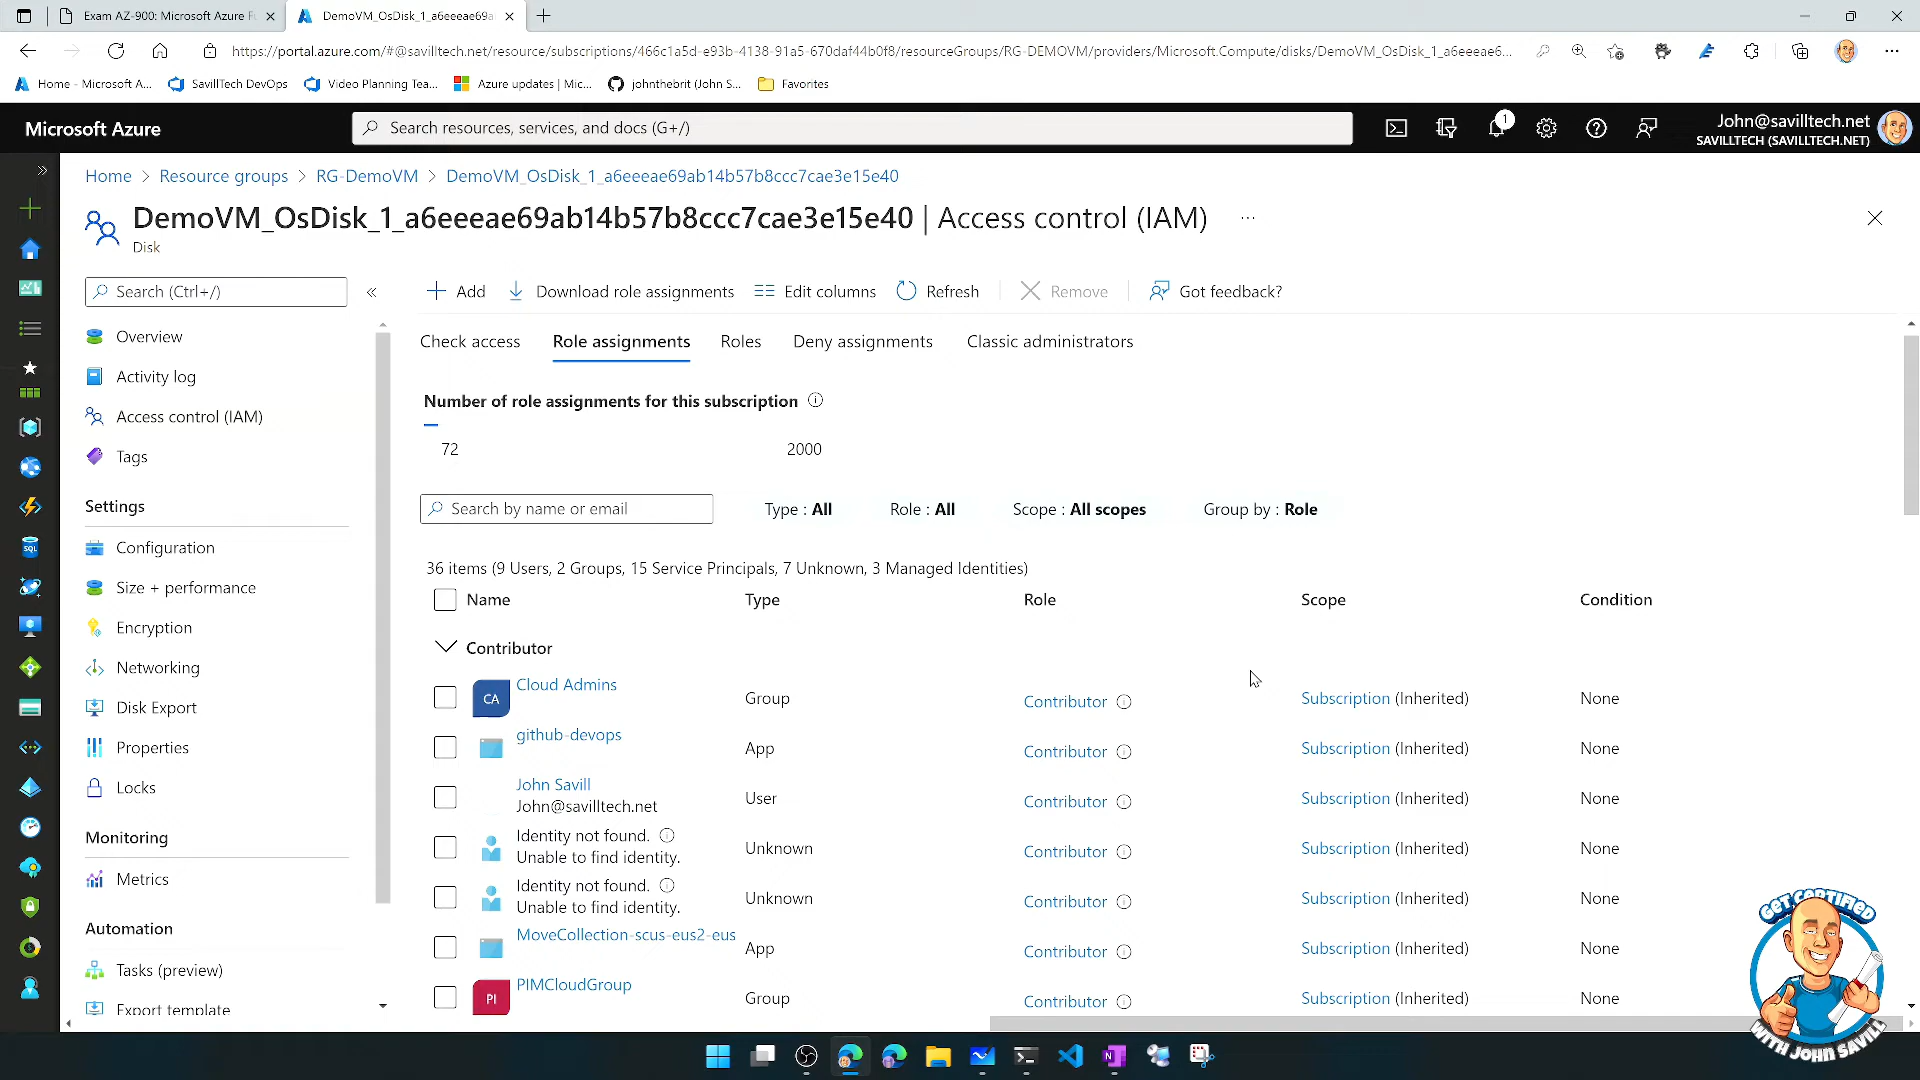 Exam AZ-900: Microsoft Azure F
DemoVM_OsDisk_1_a6eeeae69a
https://portal.azure.com/#@savilltech.net/resource/subscriptions/466c1a5d-e93b-4138-91a5-670daf44b0f8/resourceGroups/RG-DEMOVM/providers/Microsoft.Compute/disks/DemoVM_OsDisk_1_a6eeeae6...
Home - Microsoft A...
SavillTech DevOps
Video Planning Tea...
Azure updates | Mic...
johnthebrit (John S...
Favorites
Microsoft Azure
Search resources, services, and docs (G+/)
1
John@savilltech.net
SAVILLTECH (SAVILLTECH.NET)
Home > Resource groups > RG-DemoVM > DemoVM_OsDisk_1_a6eeeae69ab14b57b8ccc7cae3e15e40
DemoVM_OsDisk_1_a6eeeae69ab14b57b8ccc7cae3e15e40 | Access control (IAM) ...
Disk
Search (Ctrl+/)
Overview
Activity log
Access control (IAM)
Tags
Settings
Configuration
Size + performance
Encryption
Networking
Disk Export
Properties
Locks
Monitoring
Metrics
Automation
Tasks (preview)
Export template
Add
Download role assignments
Edit columns
Refresh
Remove
Got feedback?
Check access
Role assignments
Roles
Deny assignments
Classic administrators
Number of role assignments for this subscription
72 2000
Search by name or email
Type : All
Role : All
Scope : All scopes
Group by : Role
36 items (9 Users, 2 Groups, 15 Service Principals, 7 Unknown, 3 Managed Identities)
Name Type Role Scope Condition
Contributor
CA Cloud Admins Group Contributor Subscription (Inherited) None
github-devops App Contributor Subscription (Inherited) None
John Savill
John@savilltech.net User Contributor Subscription (Inherited) None
Identity not found.
Unable to find identity. Unknown Contributor Subscription (Inherited) None
Identity not found.
Unable to find identity. Unknown Contributor Subscription (Inherited) None
MoveCollection-scus-eus2-eus App Contributor Subscription (Inherited) None
PI PIMCloudGroup Group Contributor Subscription (Inherited) None
GET CERTIFIED
WITH JOHN SAVILL
SQL